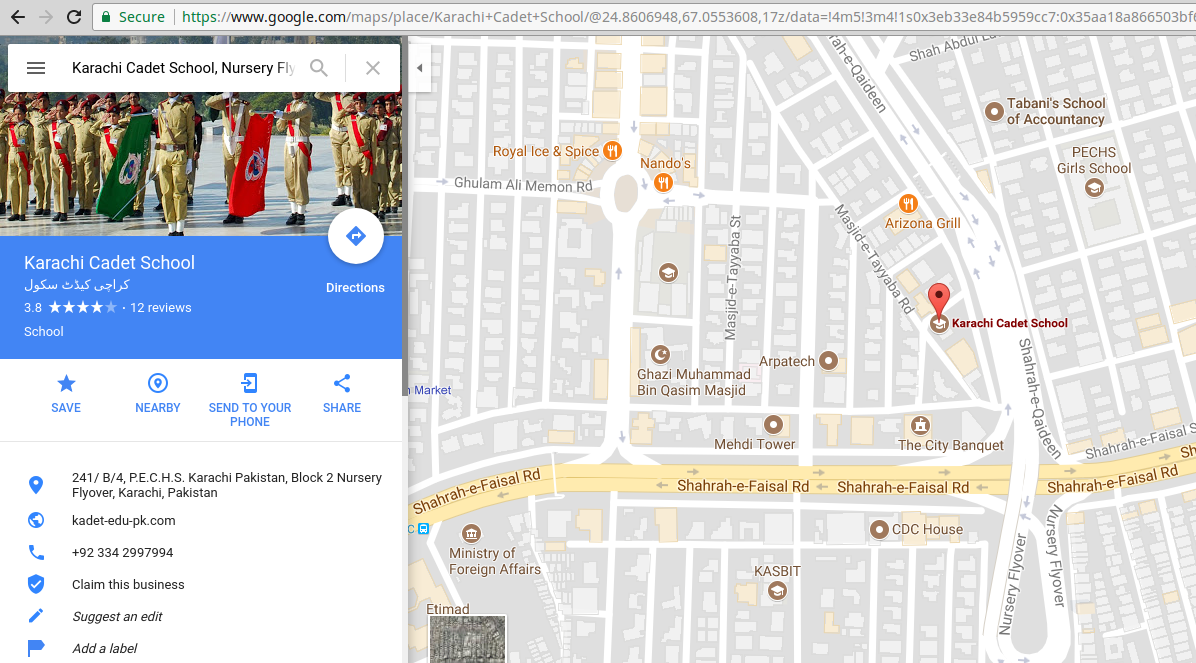 Secure
https://www.google.com/maps/place/Karachi+Cadet+School/@24.8606948,67.0553608,17z/data=!4m5!3m4!1s0x3eb33e84b5959cc7:0x35aa18a866503bf
Karachi Cadet School, Nursery Fly
Karachi Cadet School
کراچی کیڈٹ سکول
3.8 ★★★★★ · 12 reviews
School
Directions
SAVE
NEARBY
SEND TO YOUR
PHONE
SHARE
241/ B/4, P.E.C.H.S. Karachi Pakistan, Block 2 Nursery
Flyover, Karachi, Pakistan
kadet-edu-pk.com
+92 334 2997994
Claim this business
Suggest an edit
Add a label
Shah Abdul
Shahrah-e-Qaideen
Tabani's School
of Accountancy
PECHS
Girls School
Royal Ice & Spice
Nando's
Ghulam Ali Memon Rd
Arizona Grill
Masjid-e-Tayyaba Rd
Masjid-e-Tayyaba St
Karachi Cadet School
Ghazi Muhammad
Bin Qasim Masjid
Arpatech
Market
Shahrah-e-Qaideen
Mehdi Tower
The City Banquet
Shahrah-e-Faisal
Shahrah-e-Faisal Rd
Shahrah-e-Faisal Rd
Shahrah-e-Faisal Rd
Shahrah-e-Faisal Rd
CDC House
Ministry of
Foreign Affairs
KASBIT
Nursery Flyover
Nursery Flyover
Etimad